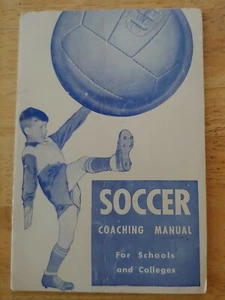 SOCCER
COACHING MANUAL
For Schools
and Colleges